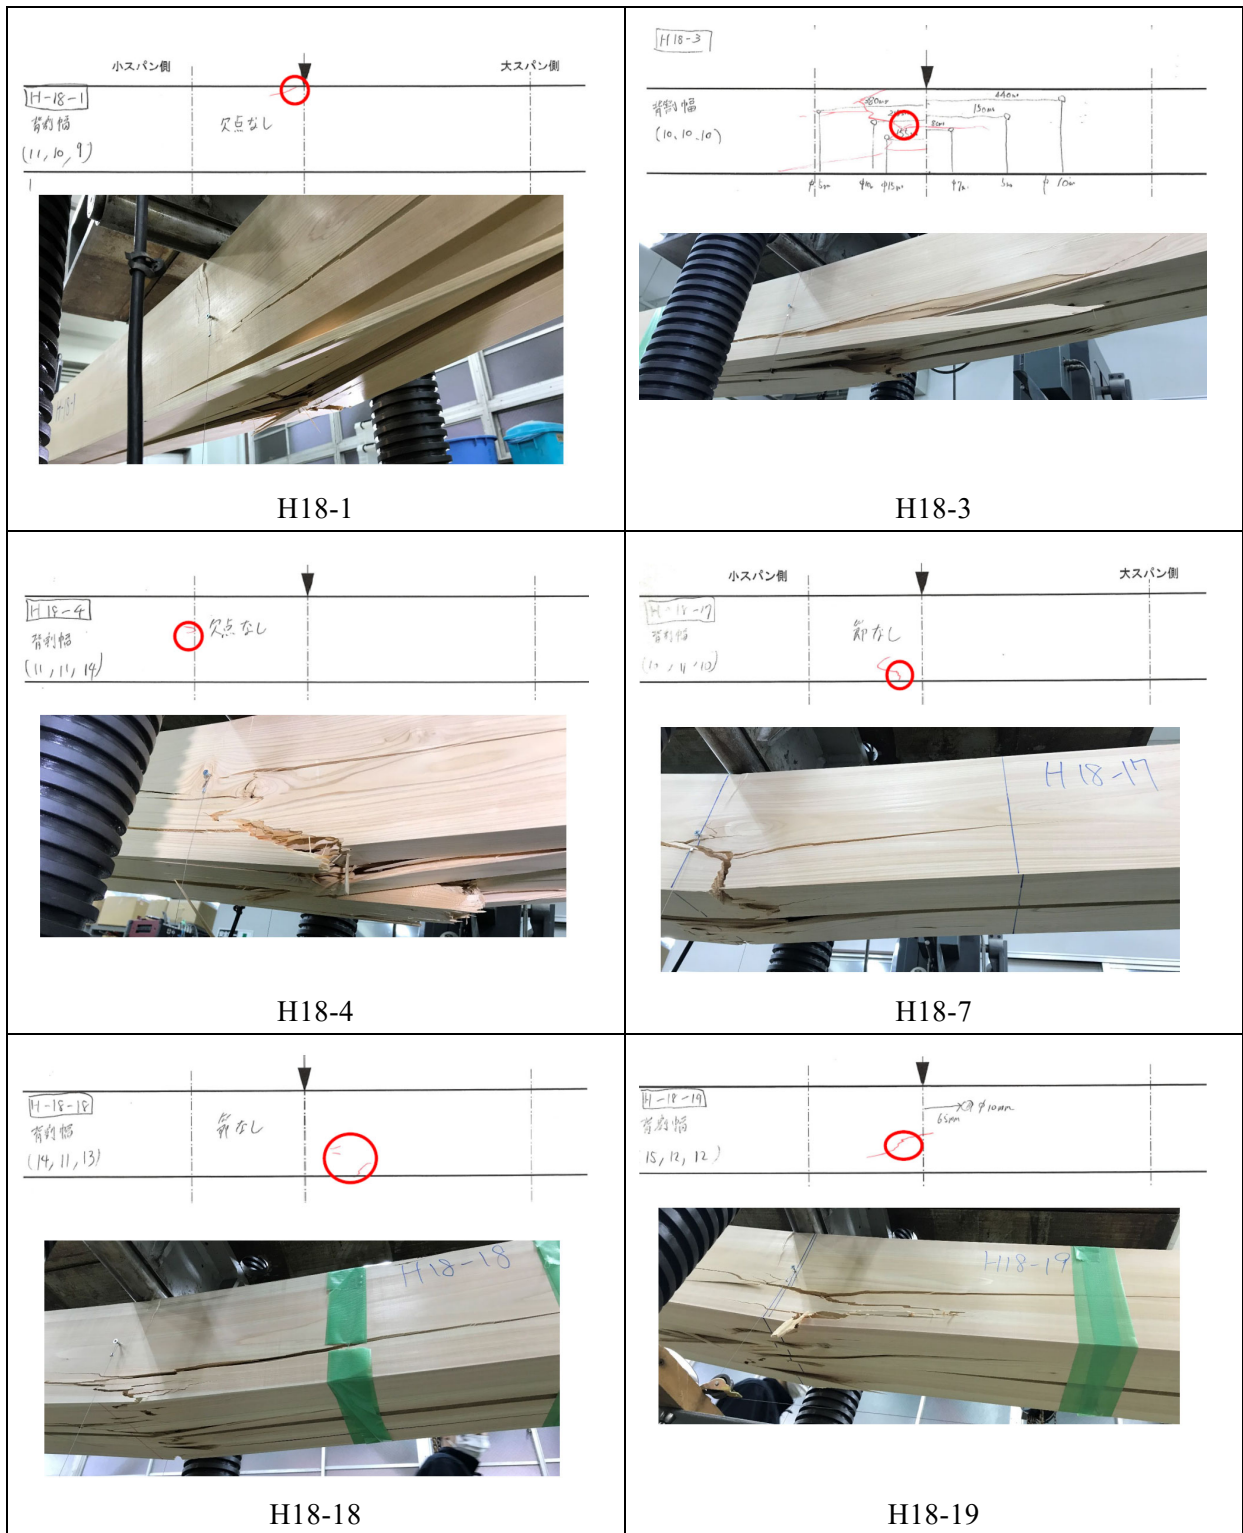 小スパン側
大スパン側
H-18-1
背割幅
(11, 10, 9)
欠点なし
H-18-1
H18-1
H18-3
背割幅
(10, 10, 10)
440mm
150mm
H18-3
H18-4
背割幅
(11, 11, 14)
欠点なし
H18-4
小スパン側
大スパン側
H-18-17
背割幅
節なし
H18-17
H18-7
H-18-18
背割幅
(14, 11, 13)
節なし
H18-18
H18-18
H-18-19
背割幅
(15, 12, 12)
φ10mm
65mm
H18-19
H18-19